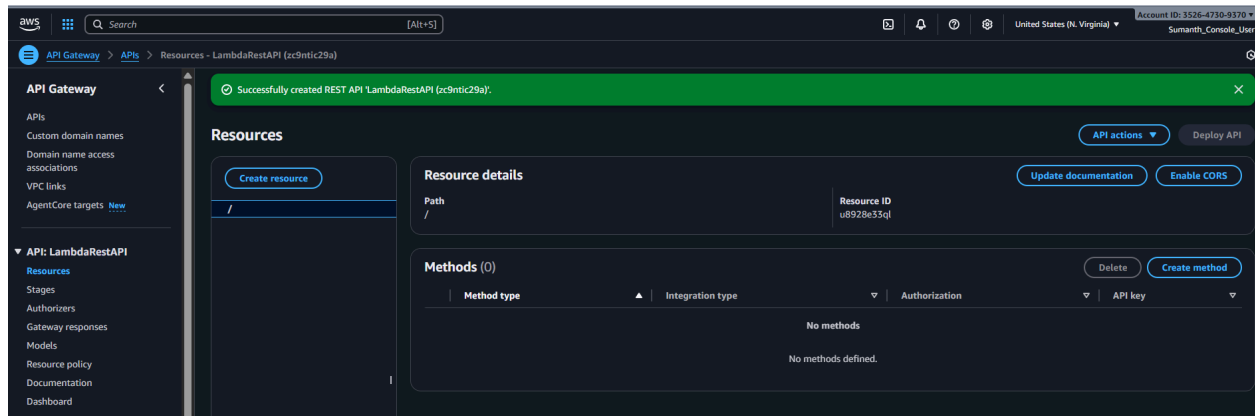 aws
Search [Alt+S]
United States (N. Virginia) ▼
Account ID: 3526-4730-9370 ▼
Sumanth_Console_User
API Gateway > APIs > Resources - LambdaRestAPI (zc9ntic29a)
API Gateway
APIs
Custom domain names
Domain name access
associations
VPC links
AgentCore targets New
▼ API: LambdaRestAPI
Resources
Stages
Authorizers
Gateway responses
Models
Resource policy
Documentation
Dashboard
Successfully created REST API 'LambdaRestAPI (zc9ntic29a)'.
Resources
API actions ▼
Deploy API
Create resource
/
Resource details
Update documentation
Enable CORS
Path
/
Resource ID
u8928e33ql
Methods (0)
Delete
Create method
Method type
Integration type
Authorization
API key
No methods
No methods defined.